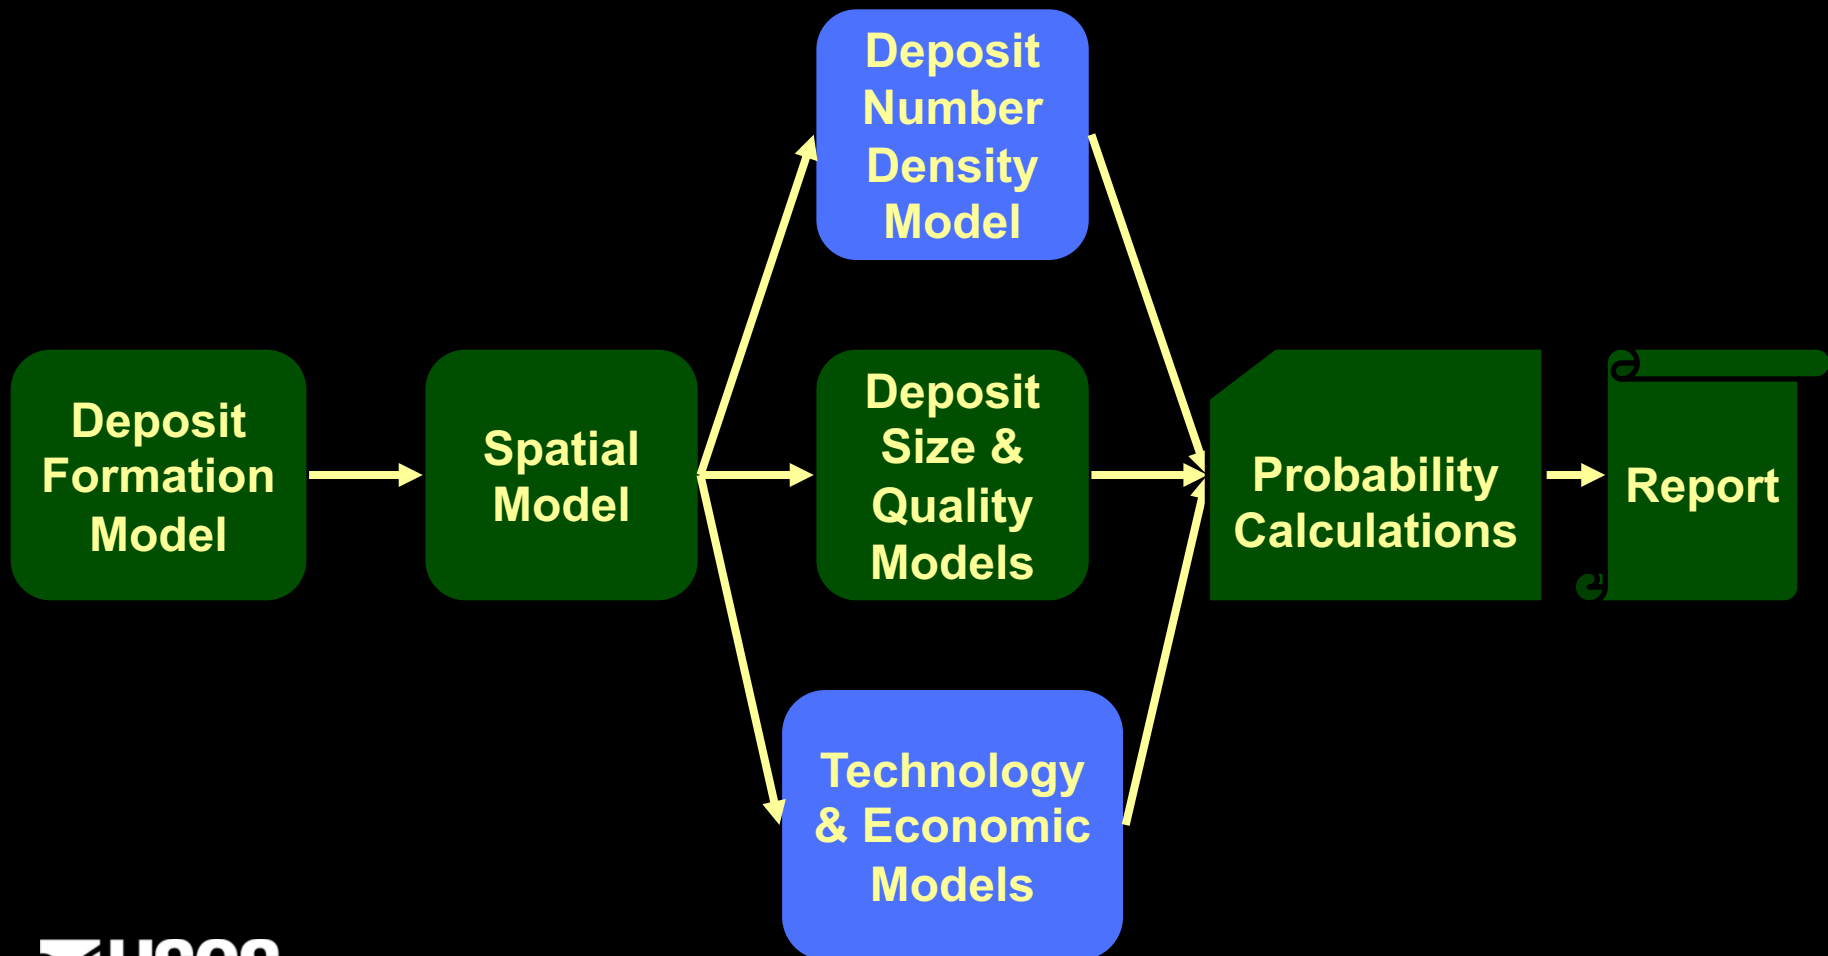 Deposit
Number
Density
Model
Deposit
Formation
Model
Spatial
Model
Deposit
Size &
Quality
Models
Probability
Calculations
Report
Technology
& Economic
Models
USGS